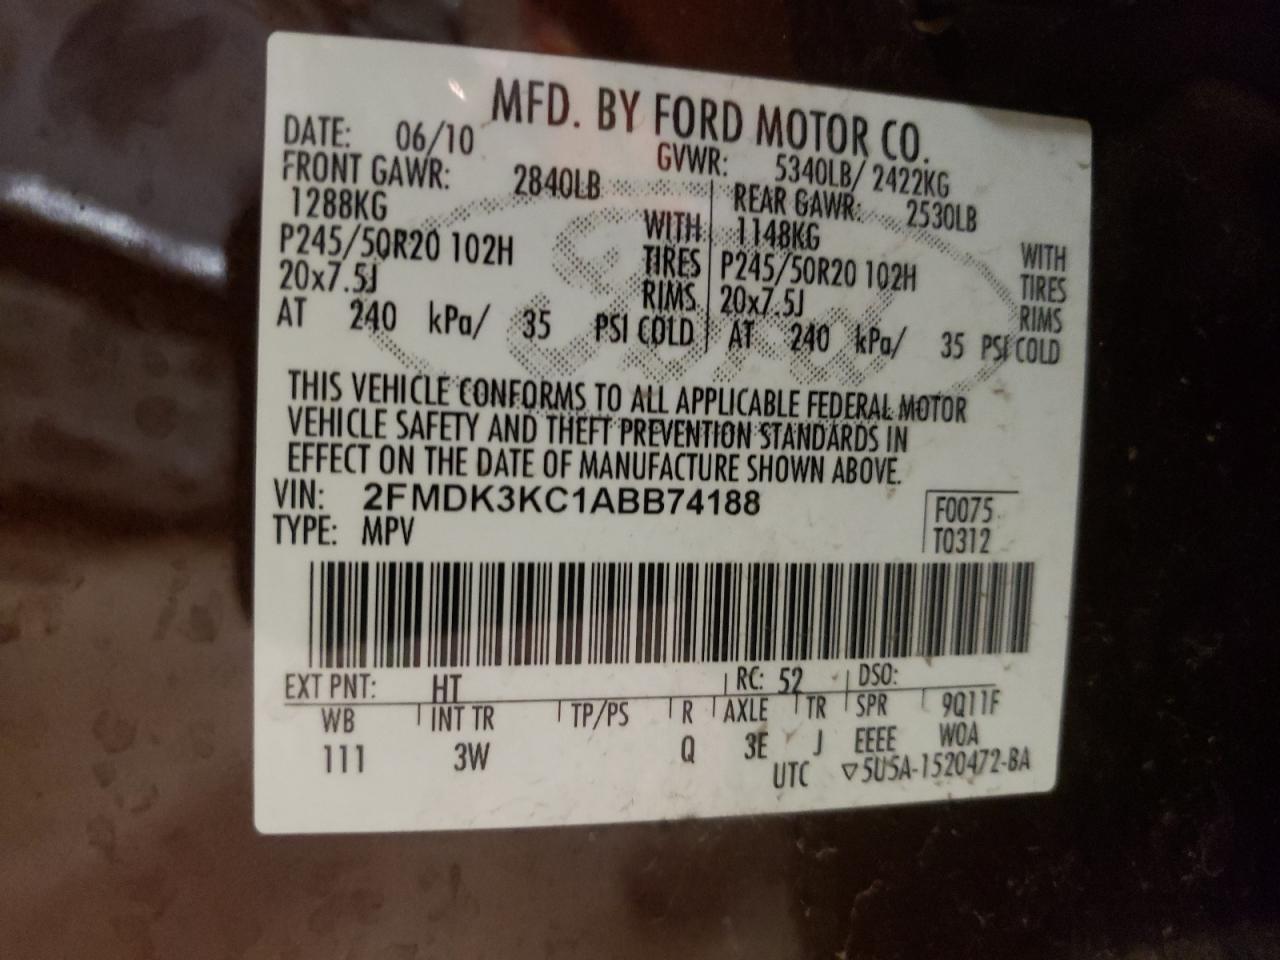 MFD. BY FORD MOTOR CO.
DATE: 06/10 GVWR: 5340LB/ 2422KG
FRONT GAWR: 2840LB REAR GAWR: 2530LB
1288KG WITH 1148KG WITH
P245/50R20 102H TIRES P245/50R20 102H TIRES
20x7.5J RIMS 20x7.5J RIMS
AT 240 kPa/ 35 PSI COLD AT 240 kPa/ 35 PSI COLD
Ford
THIS VEHICLE CONFORMS TO ALL APPLICABLE FEDERAL MOTOR
VEHICLE SAFETY AND THEFT PREVENTION STANDARDS IN
EFFECT ON THE DATE OF MANUFACTURE SHOWN ABOVE.
VIN: 2FMDK3KC1ABB74188 F0075
TYPE: MPV T0312
EXT PNT: HT RC: 52 DSO:
WB INT TR TP/PS R AXLE TR SPR 9Q11F
111 3W Q 3E J EEEE WOA
UTC ▽5U5A-1520472-BA